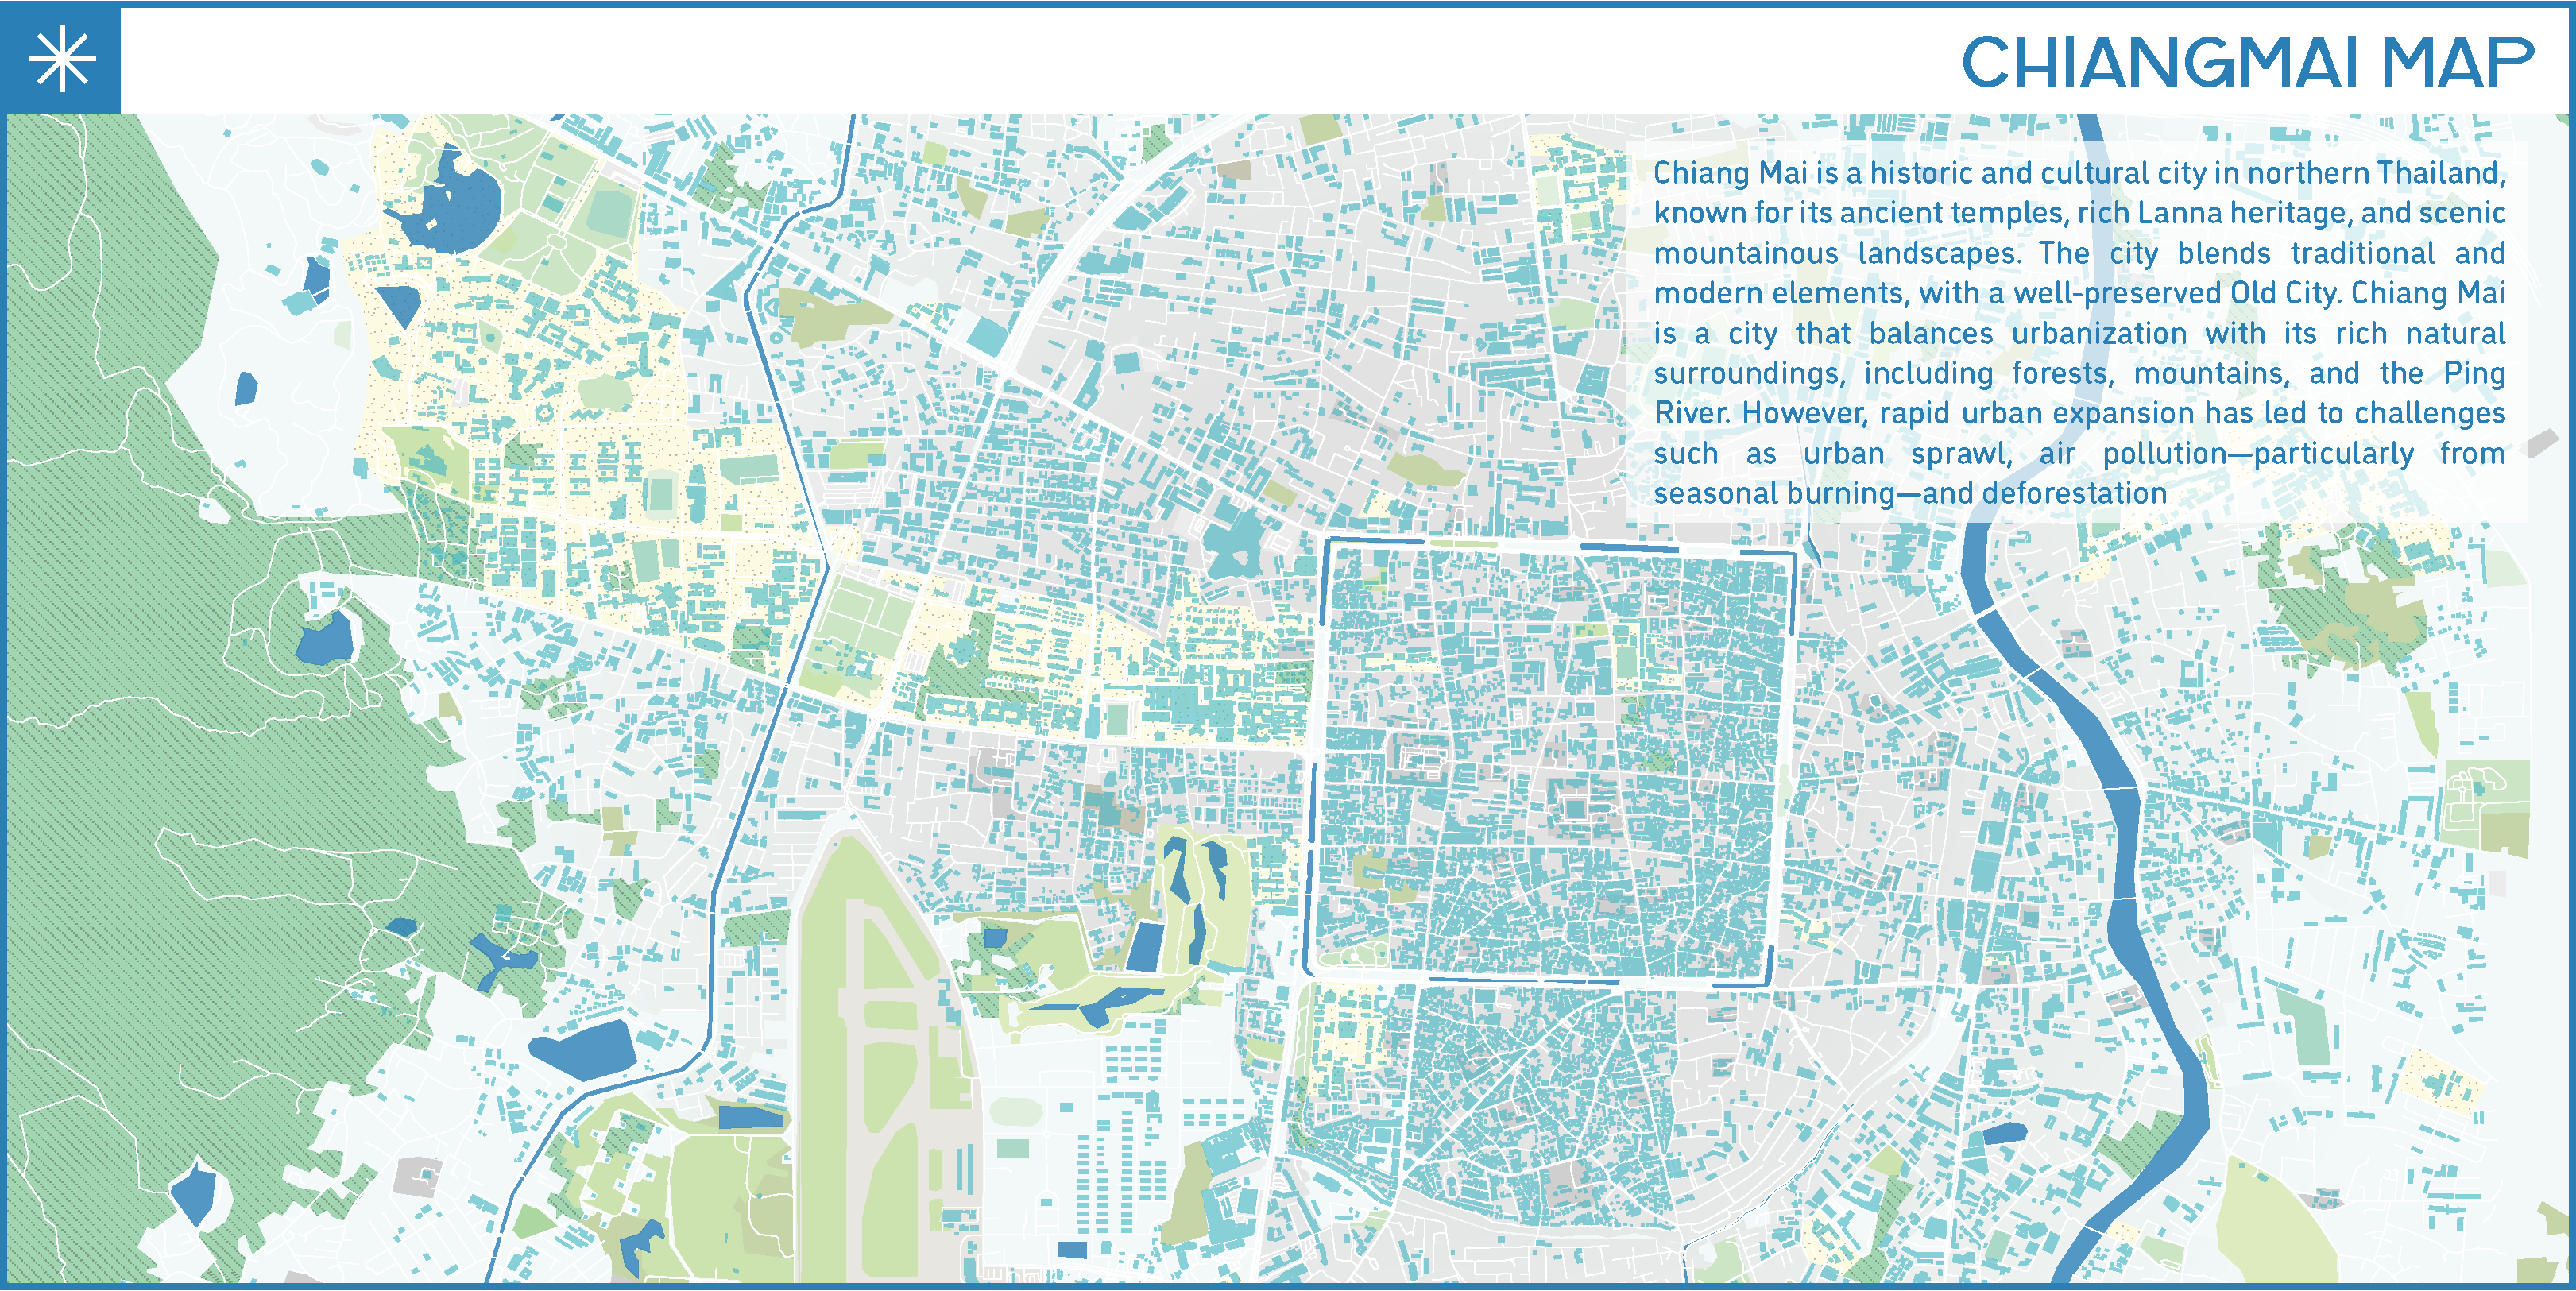 CHIANGMAI MAP
Chiang Mai is a historic and cultural city in northern Thailand,
known for its ancient temples, rich Lanna heritage, and scenic
mountainous landscapes. The city blends traditional and
modern elements, with a well-preserved Old City. Chiang Mai
is a city that balances urbanization with its rich natural
surroundings, including forests, mountains, and the Ping
River. However, rapid urban expansion has led to challenges
such as urban sprawl, air pollution—particularly from
seasonal burning—and deforestation